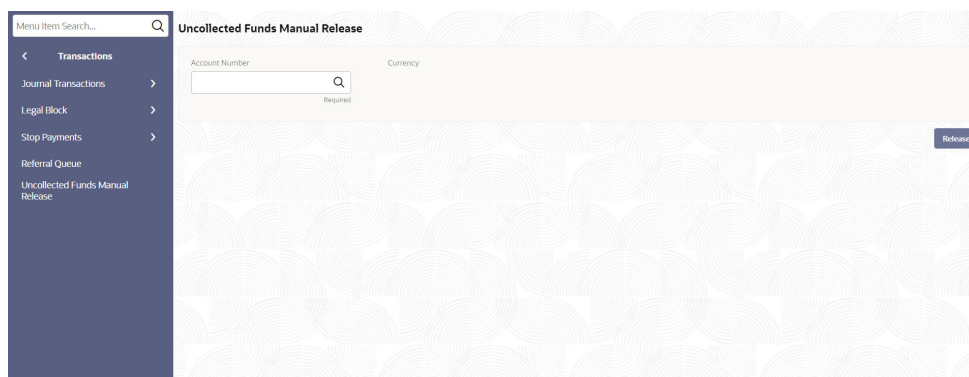 Menu Item Search...
Uncollected Funds Manual Release
Transactions
Account Number
Currency
Journal Transactions
Required
Legal Block
Stop Payments
Release
Referral Queue
Uncollected Funds Manual
Release